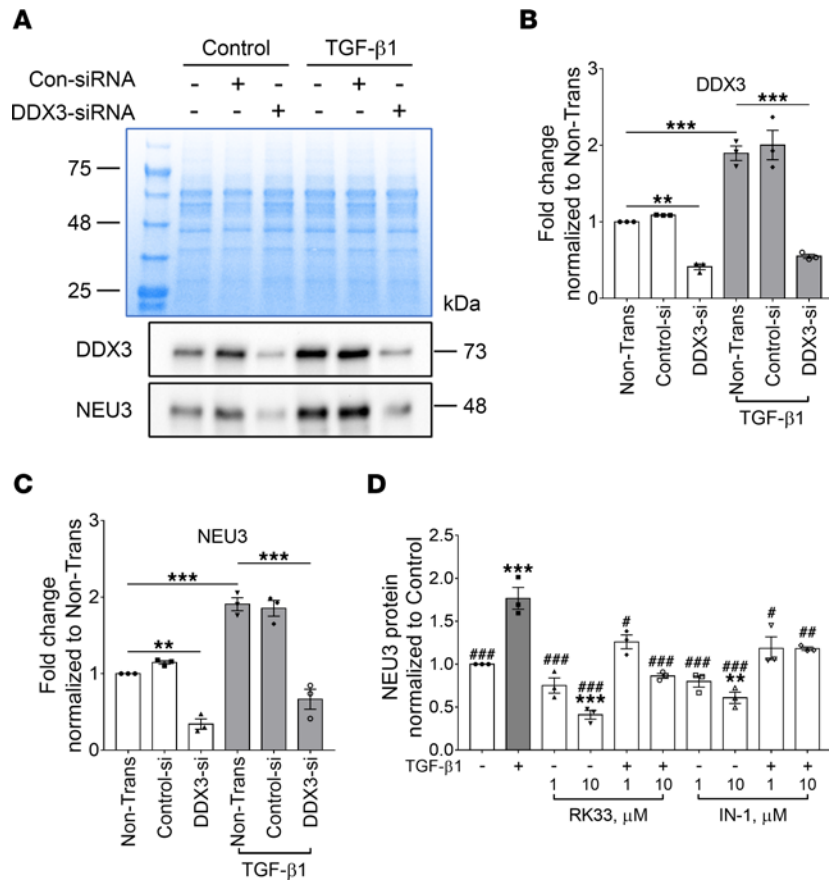 A
Control TGF-β1
Con-siRNA - + - - + -
DDX3-siRNA - - + - - +
75
48
25
kDa
DDX3
73
NEU3
48
B
DDX3
Fold change
normalized to Non-Trans
3
2
1
0
***
***
**
Non-Trans
Control-si
DDX3-si
Non-Trans
Control-si
DDX3-si
TGF-β1
C
NEU3
Fold change
normalized to Non-Trans
3
2
1
0
***
***
**
Non-Trans
Control-si
DDX3-si
Non-Trans
Control-si
DDX3-si
TGF-β1
D
NEU3 protein
normalized to Control
2.5
2.0
1.5
1.0
0.5
0.0
###
***
###
###
***
#
###
###
###
**
#
##
TGF-β1 - + - - + + - - + +
1 10 1 10 1 10 1 10
RK33, μM IN-1, μM